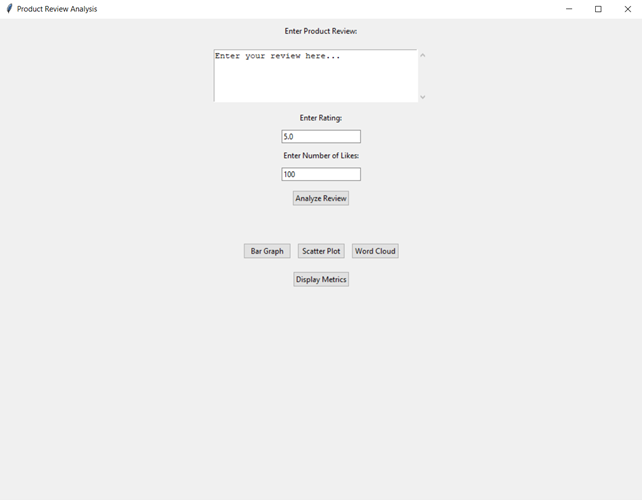 Product Review Analysis
Enter Product Review:
Enter your review here...
Enter Rating:
5.0
Enter Number of Likes:
100
Analyze Review
Bar Graph Scatter Plot Word Cloud
Display Metrics